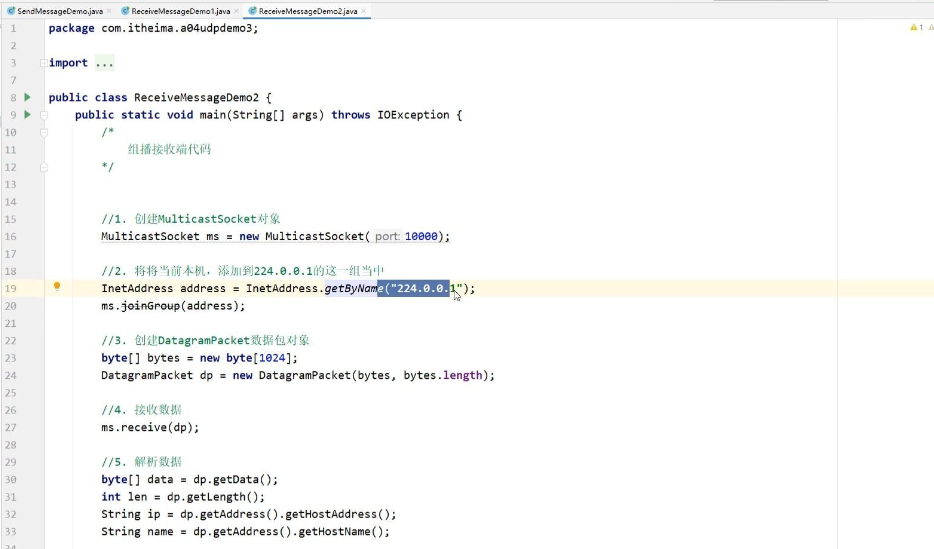 SendMessageDemo.java × ReceiveMessageDemo1.java × ReceiveMessageDemo2.java ×
1 package com.itheima.a04udpdemo3;
2
3 import ...
7
8 public class ReceiveMessageDemo2 {
9 public static void main(String[] args) throws IOException {
10 /*
11 组播接收端代码
12 */
13
14
15 //1. 创建MulticastSocket对象
16 MulticastSocket ms = new MulticastSocket( port: 10000);
17
18 //2. 将将当前本机，添加到224.0.0.1的这一组当中
19 InetAddress address = InetAddress.getByName("224.0.0.1");
20 ms.joinGroup(address);
21
22 //3. 创建DatagramPacket数据包对象
23 byte[] bytes = new byte[1024];
24 DatagramPacket dp = new DatagramPacket(bytes, bytes.length);
25
26 //4. 接收数据
27 ms.receive(dp);
28
29 //5. 解析数据
30 byte[] data = dp.getData();
31 int len = dp.getLength();
32 String ip = dp.getAddress().getHostAddress();
33 String name = dp.getAddress().getHostName();
34